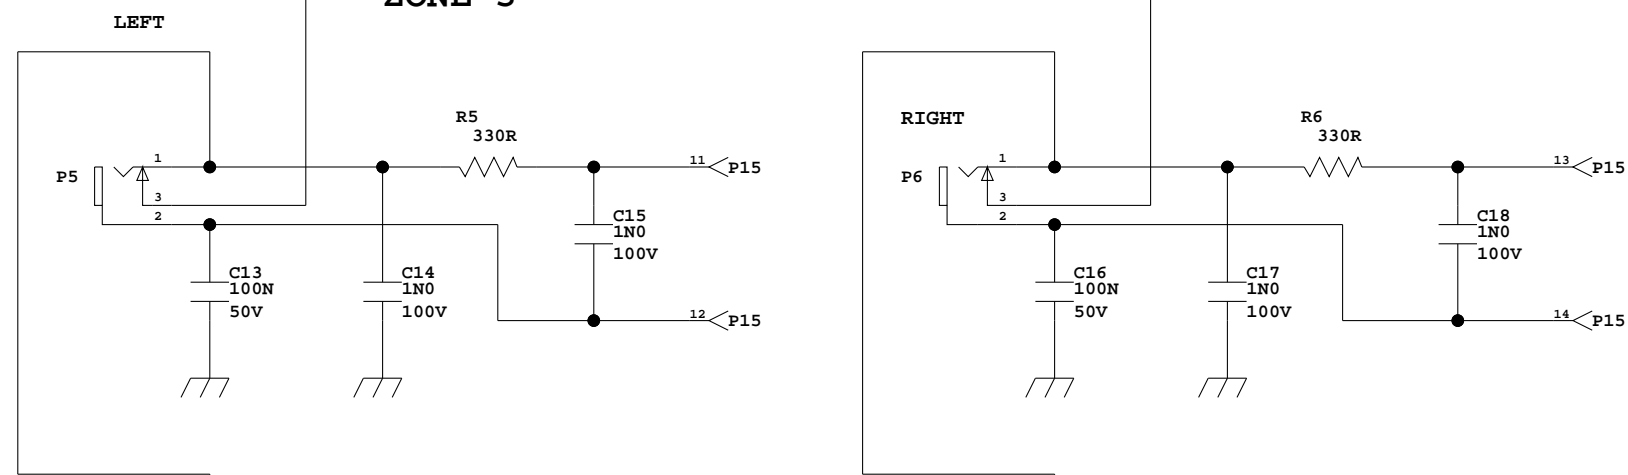 ZONE 3
LEFT
R5
330R
1
11
P15
P5
3
2
C15
1N0
100V
C13
100N
50V
C14
1N0
100V
12
P15
RIGHT
R6
330R
1
13
P15
P6
3
2
C18
1N0
100V
C16
100N
50V
C17
1N0
100V
14
P15